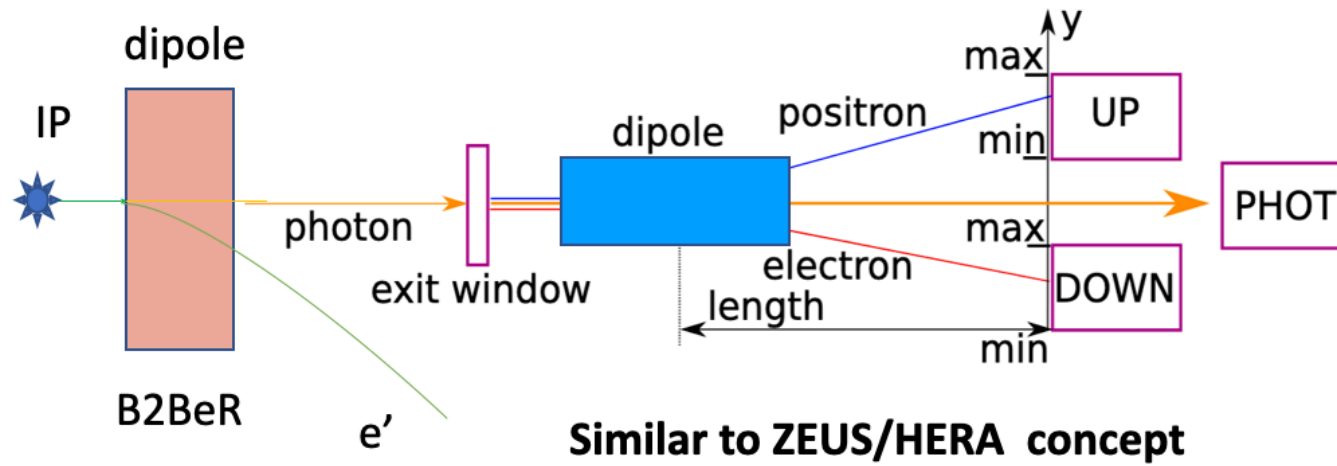 dipole
IP
B2BeR
e’
photon
exit window
dipole
length
positron
electron
y
max
min
UP
max
min
DOWN
PHOT
Similar to ZEUS/HERA concept